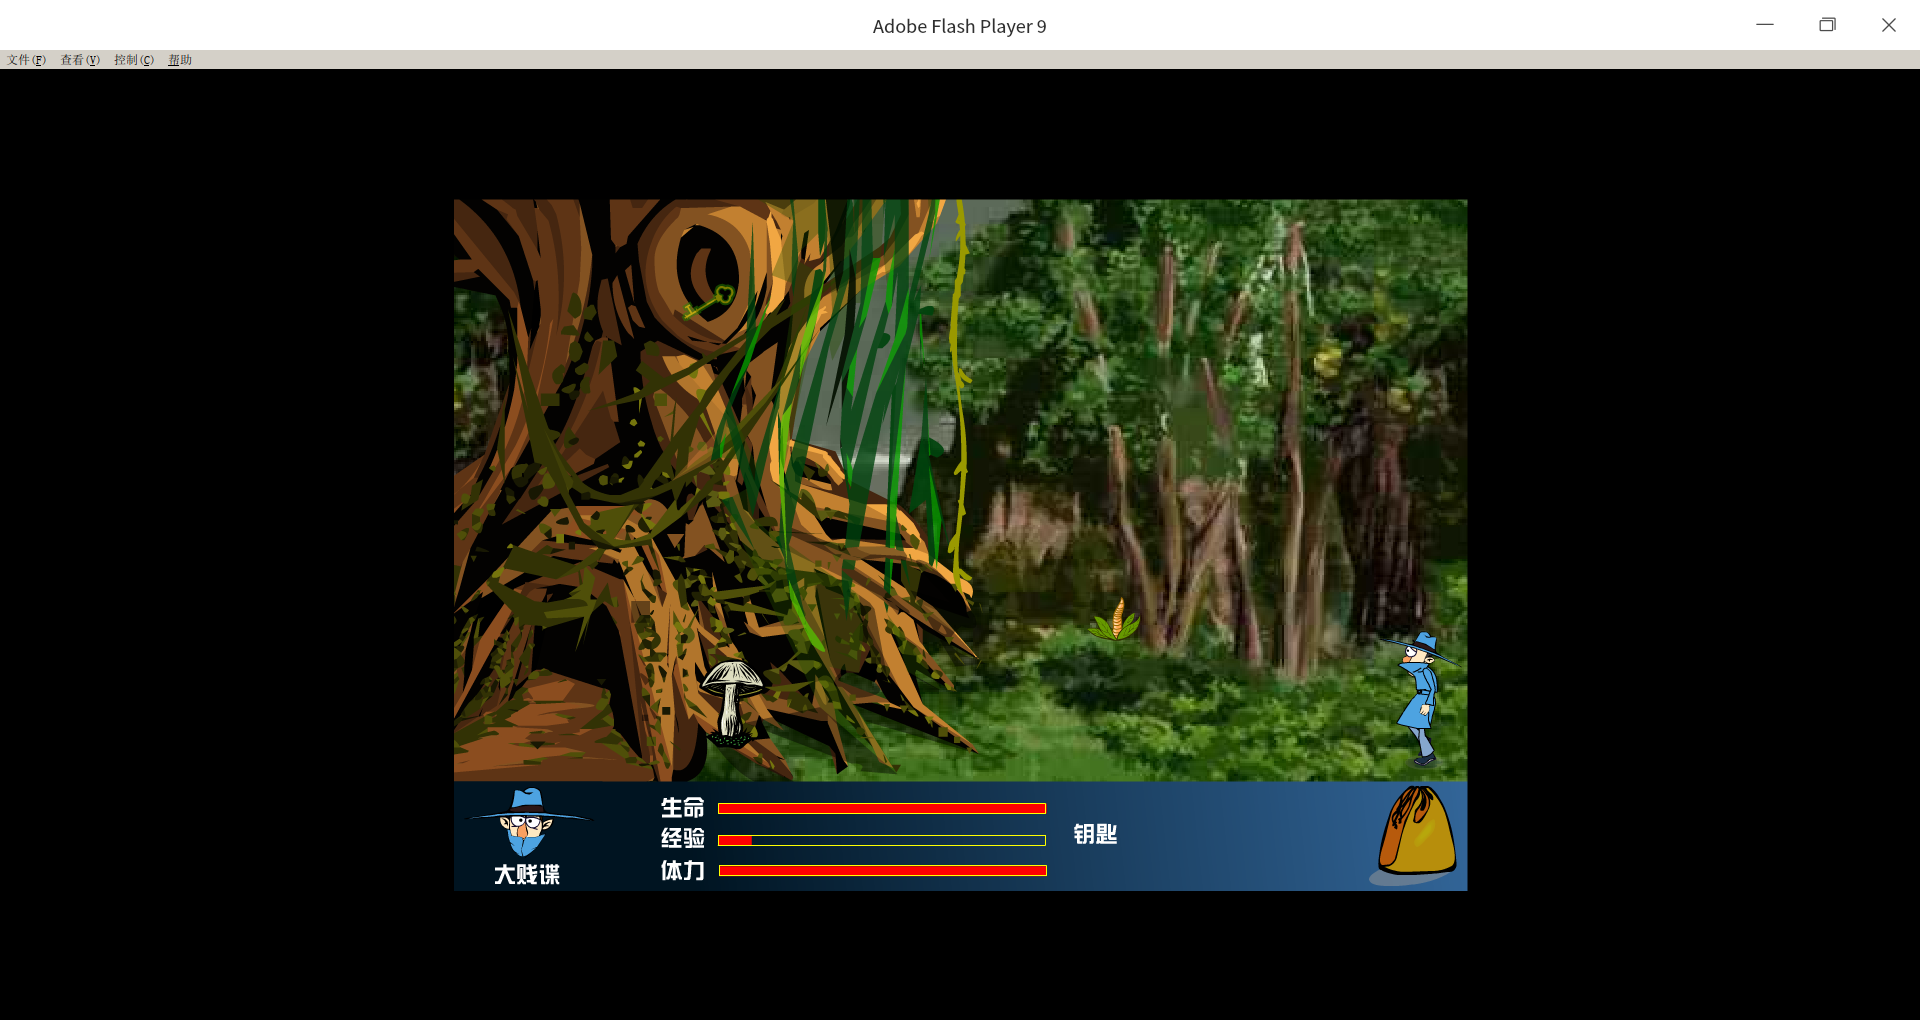 Adobe Flash Player 9
文件(F) 查看(V) 控制(C) 帮助
生命
经验
体力
钥匙
大贱谍